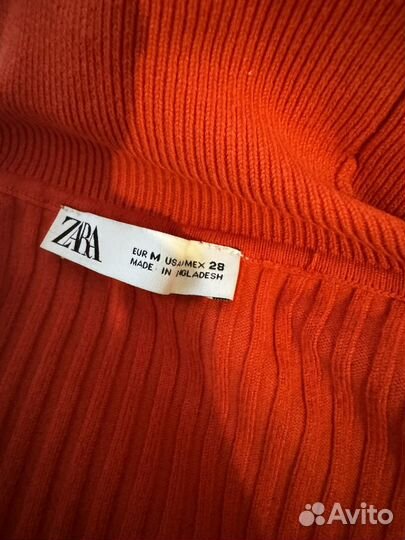 ZARA
EUR M USA M MEX 28
MADE IN BANGLADESH
Avito